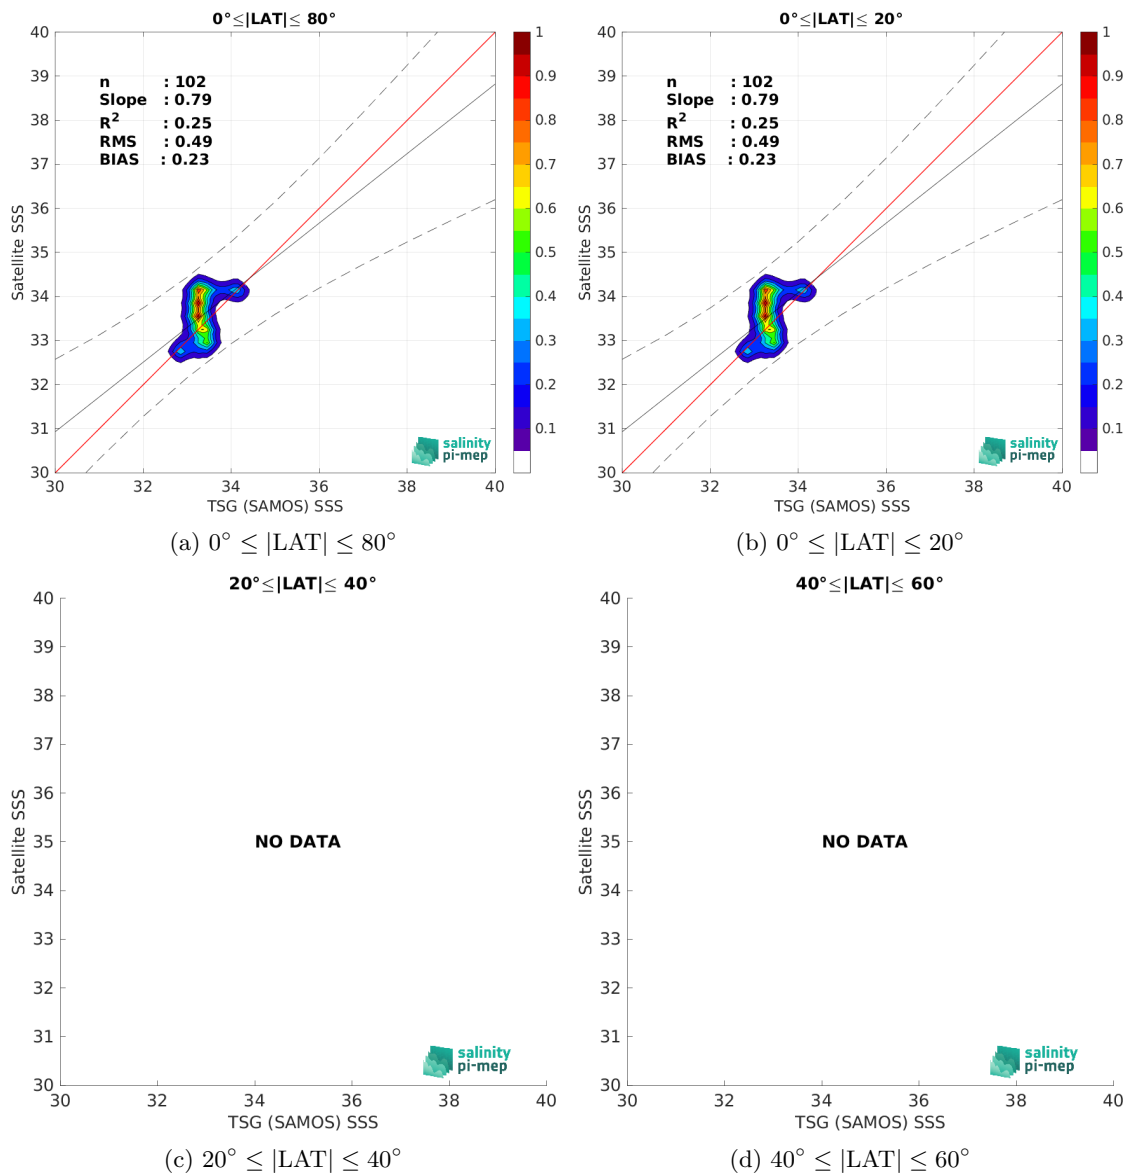 0°≤|LAT|≤ 80°
40
39
38
37
36
35
34
33
32
31
30
Satellite SSS
n : 102
Slope : 0.79
R² : 0.25
RMS : 0.49
BIAS : 0.23
1
0.9
0.8
0.7
0.6
0.5
0.4
0.3
0.2
0.1
salinity
pi-mep
30 32 34 36 38 40
TSG (SAMOS) SSS
(a) 0° ≤ |LAT| ≤ 80°
0°≤|LAT|≤ 20°
40
39
38
37
36
35
34
33
32
31
30
Satellite SSS
n : 102
Slope : 0.79
R² : 0.25
RMS : 0.49
BIAS : 0.23
1
0.9
0.8
0.7
0.6
0.5
0.4
0.3
0.2
0.1
salinity
pi-mep
30 32 34 36 38 40
TSG (SAMOS) SSS
(b) 0° ≤ |LAT| ≤ 20°
20°≤|LAT|≤ 40°
40
39
38
37
36
35
34
33
32
31
30
Satellite SSS
NO DATA
salinity
pi-mep
30 32 34 36 38 40
TSG (SAMOS) SSS
(c) 20° ≤ |LAT| ≤ 40°
40°≤|LAT|≤ 60°
40
39
38
37
36
35
34
33
32
31
30
Satellite SSS
NO DATA
salinity
pi-mep
30 32 34 36 38 40
TSG (SAMOS) SSS
(d) 40° ≤ |LAT| ≤ 60°